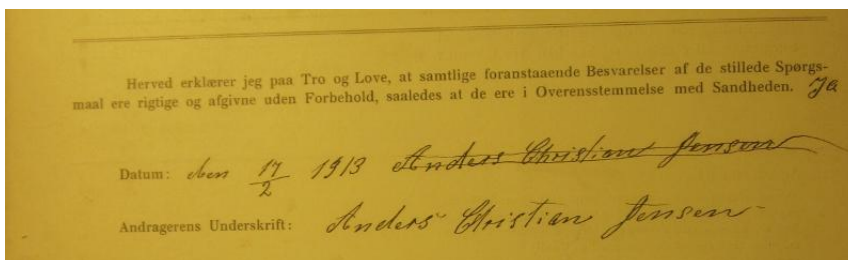 Herved erklærer jeg paa Tro og Love, at samtlige foranstaaende Besvarelser af de stillede Spørgs-
maal ere rigtige og afgivne uden Forbehold, saaledes at de ere i Overensstemmelse med Sandheden. Ja
Datum: den 17/2 1913 Anders Christian Jensen
Andragerens Underskrift: Anders Christian Jensen